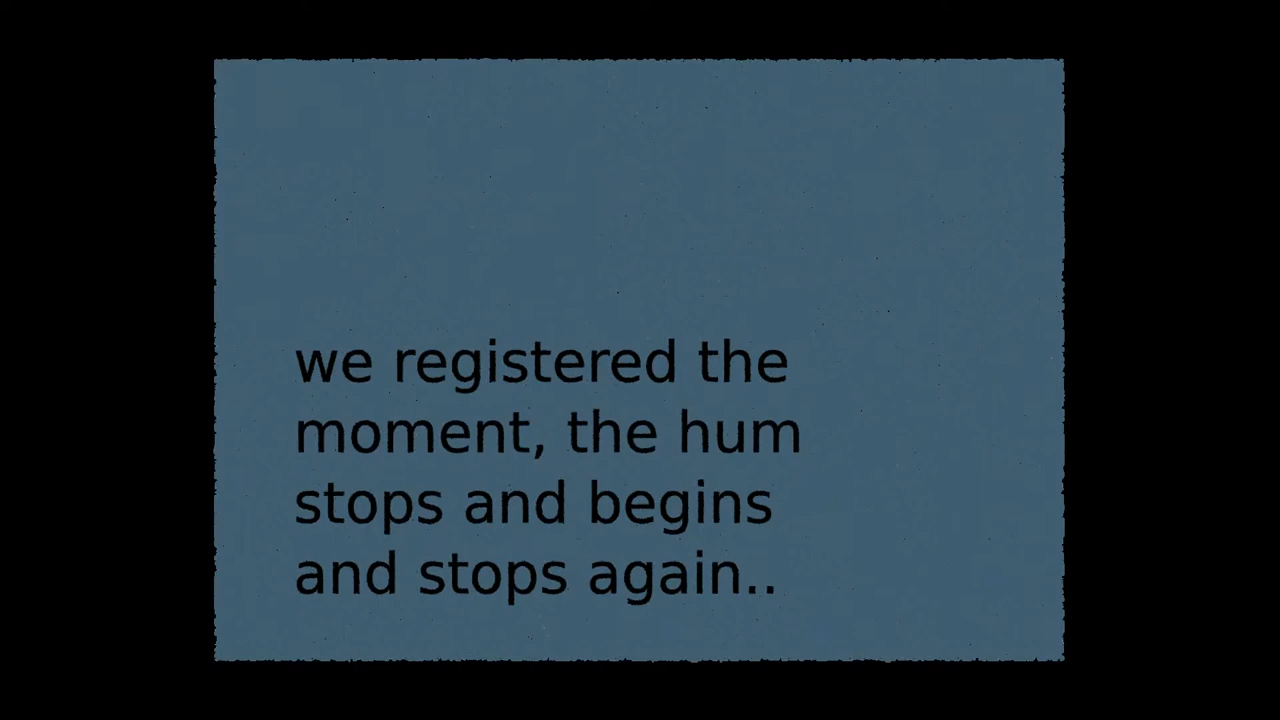 we registered the
moment, the hum
stops and begins
and stops again..